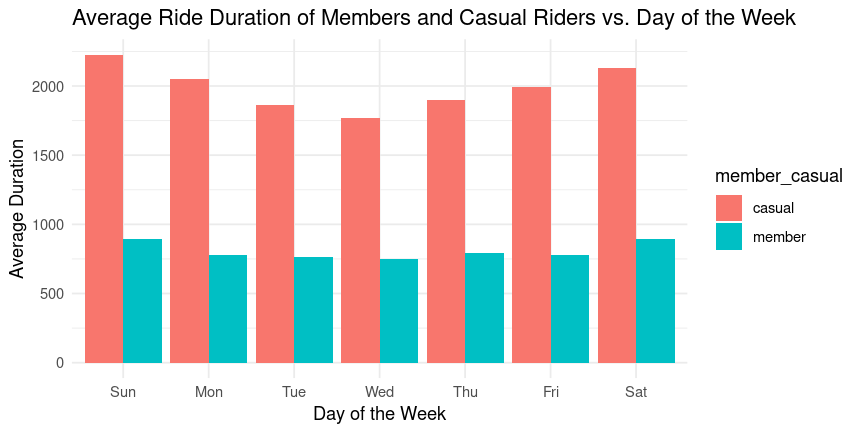 Average Ride Duration of Members and Casual Riders vs. Day of the Week
Average Duration
2000
1500
1000
500
0
Sun Mon Tue Wed Thu Fri Sat
Day of the Week
member_casual
casual
member